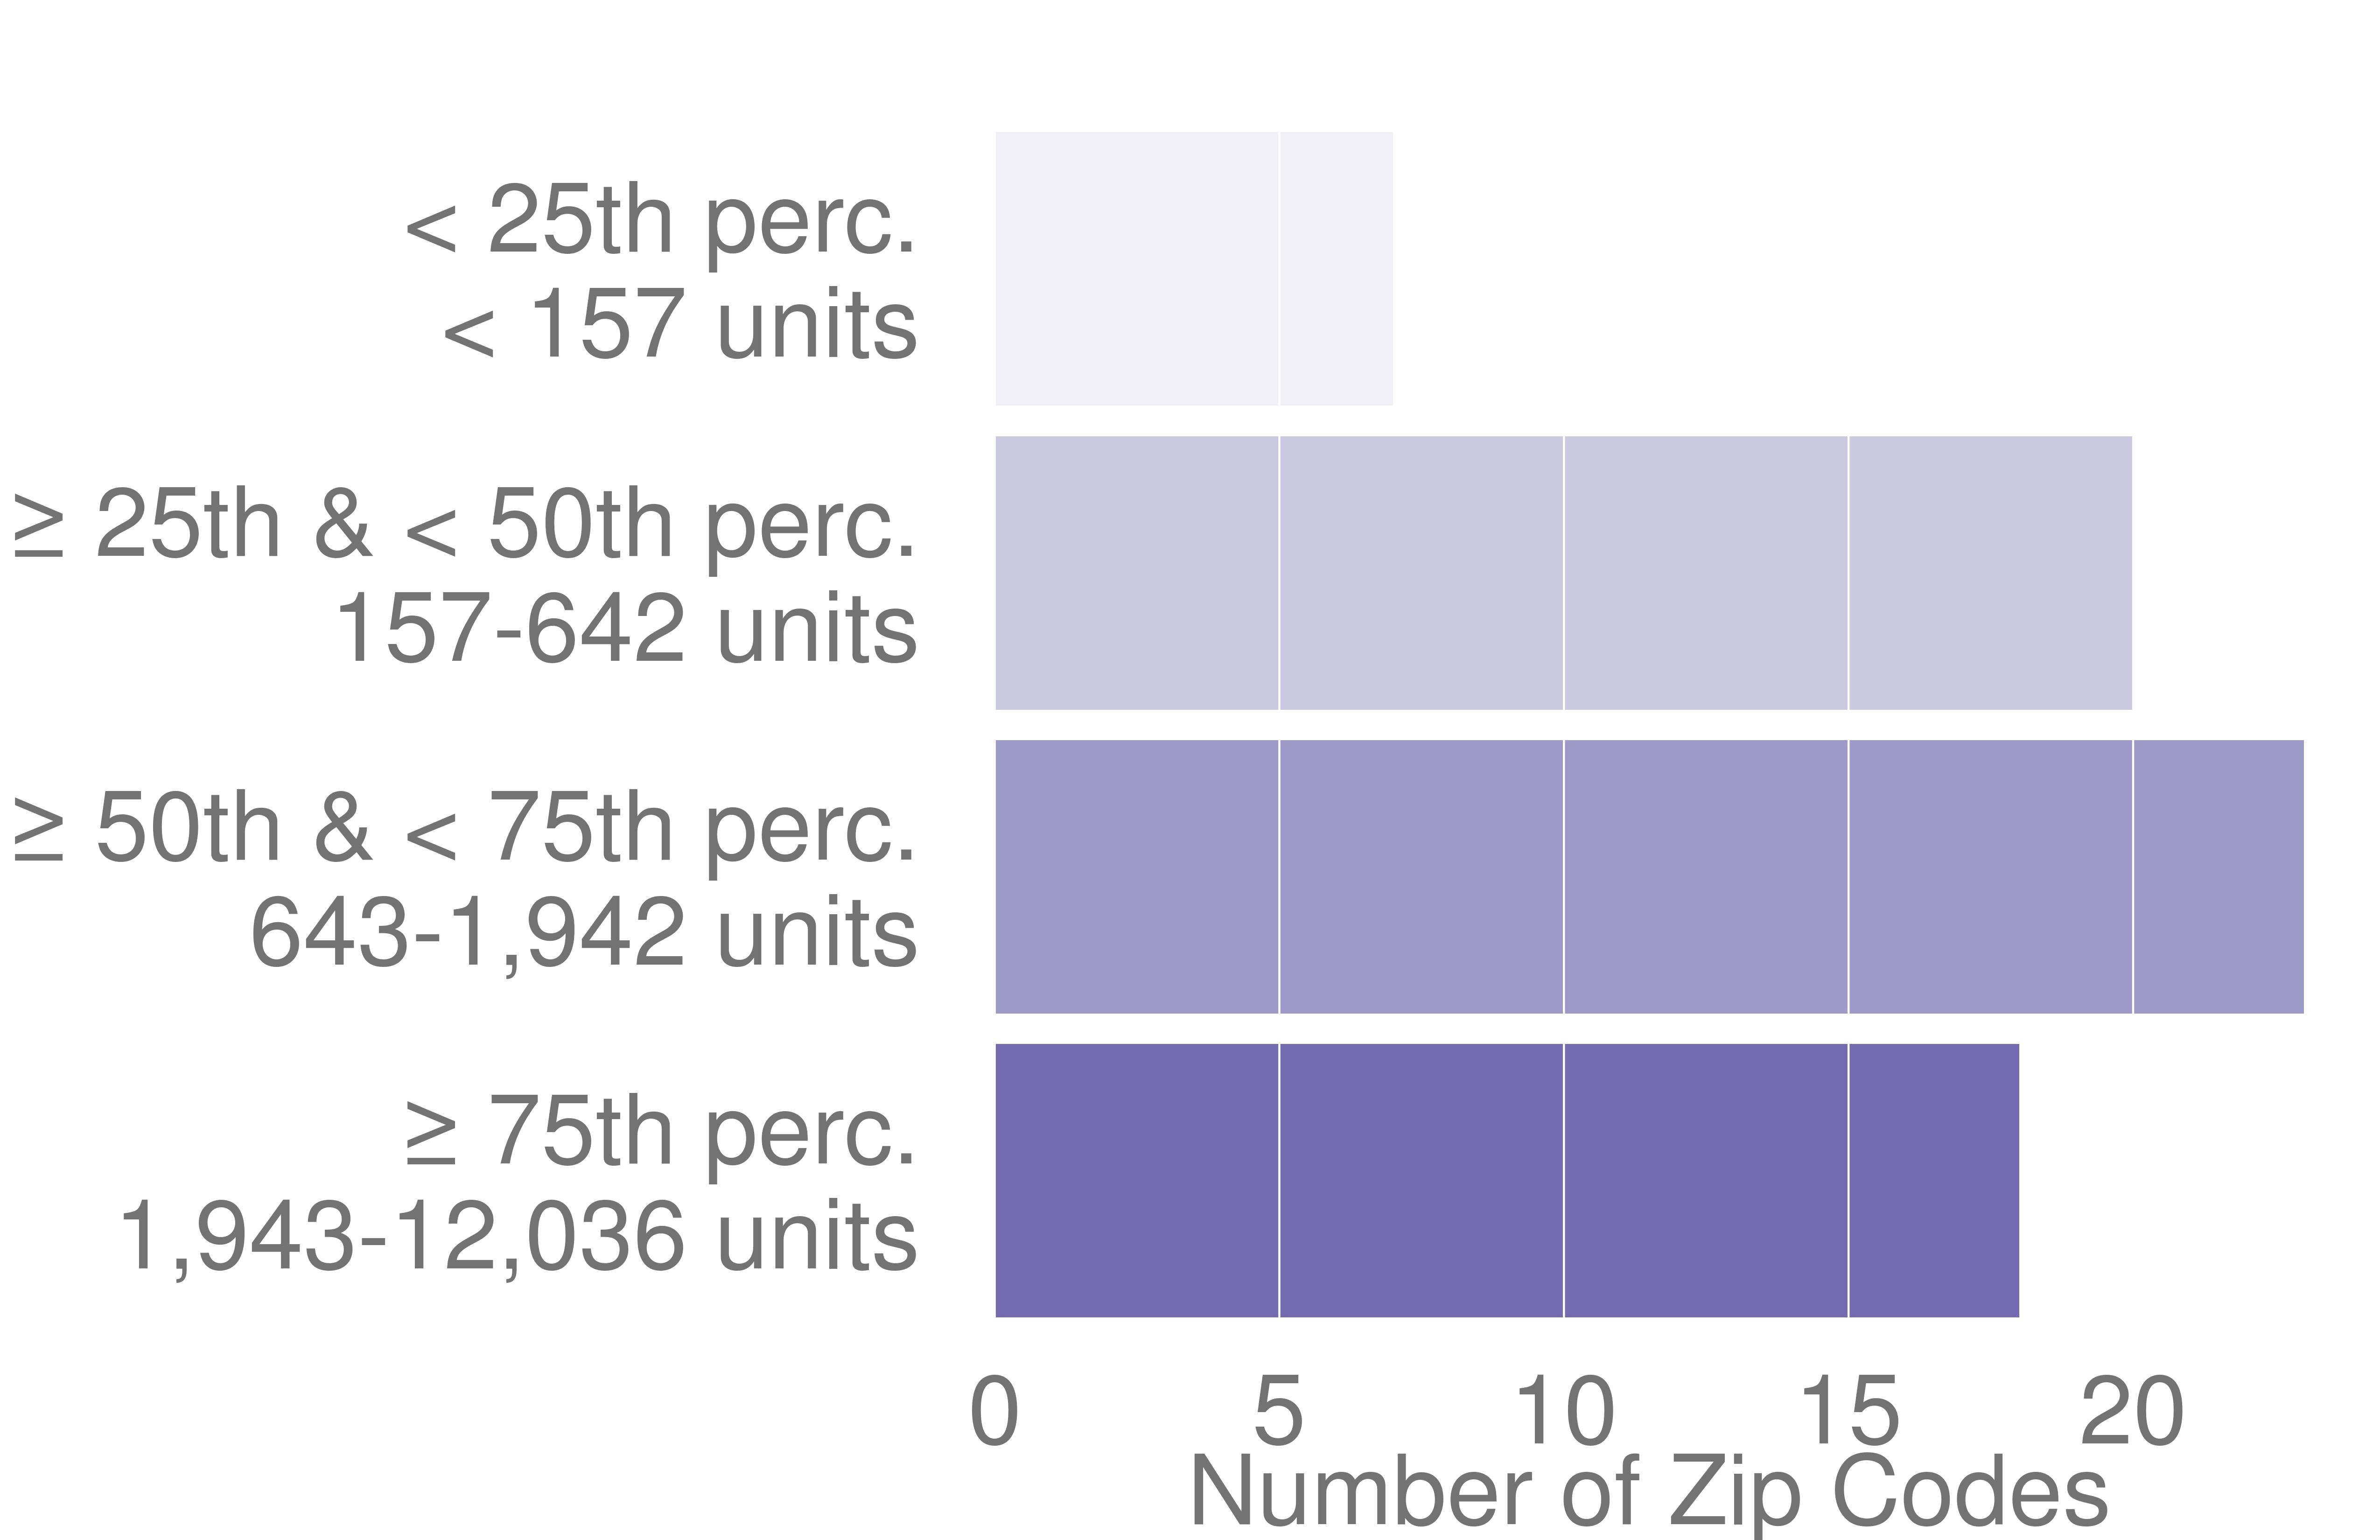 < 25th perc.
< 157 units
≥ 25th & < 50th perc.
157-642 units
≥ 50th & < 75th perc.
643-1,942 units
≥ 75th perc.
1,943-12,036 units
0 5 10 15 20
Number of Zip Codes